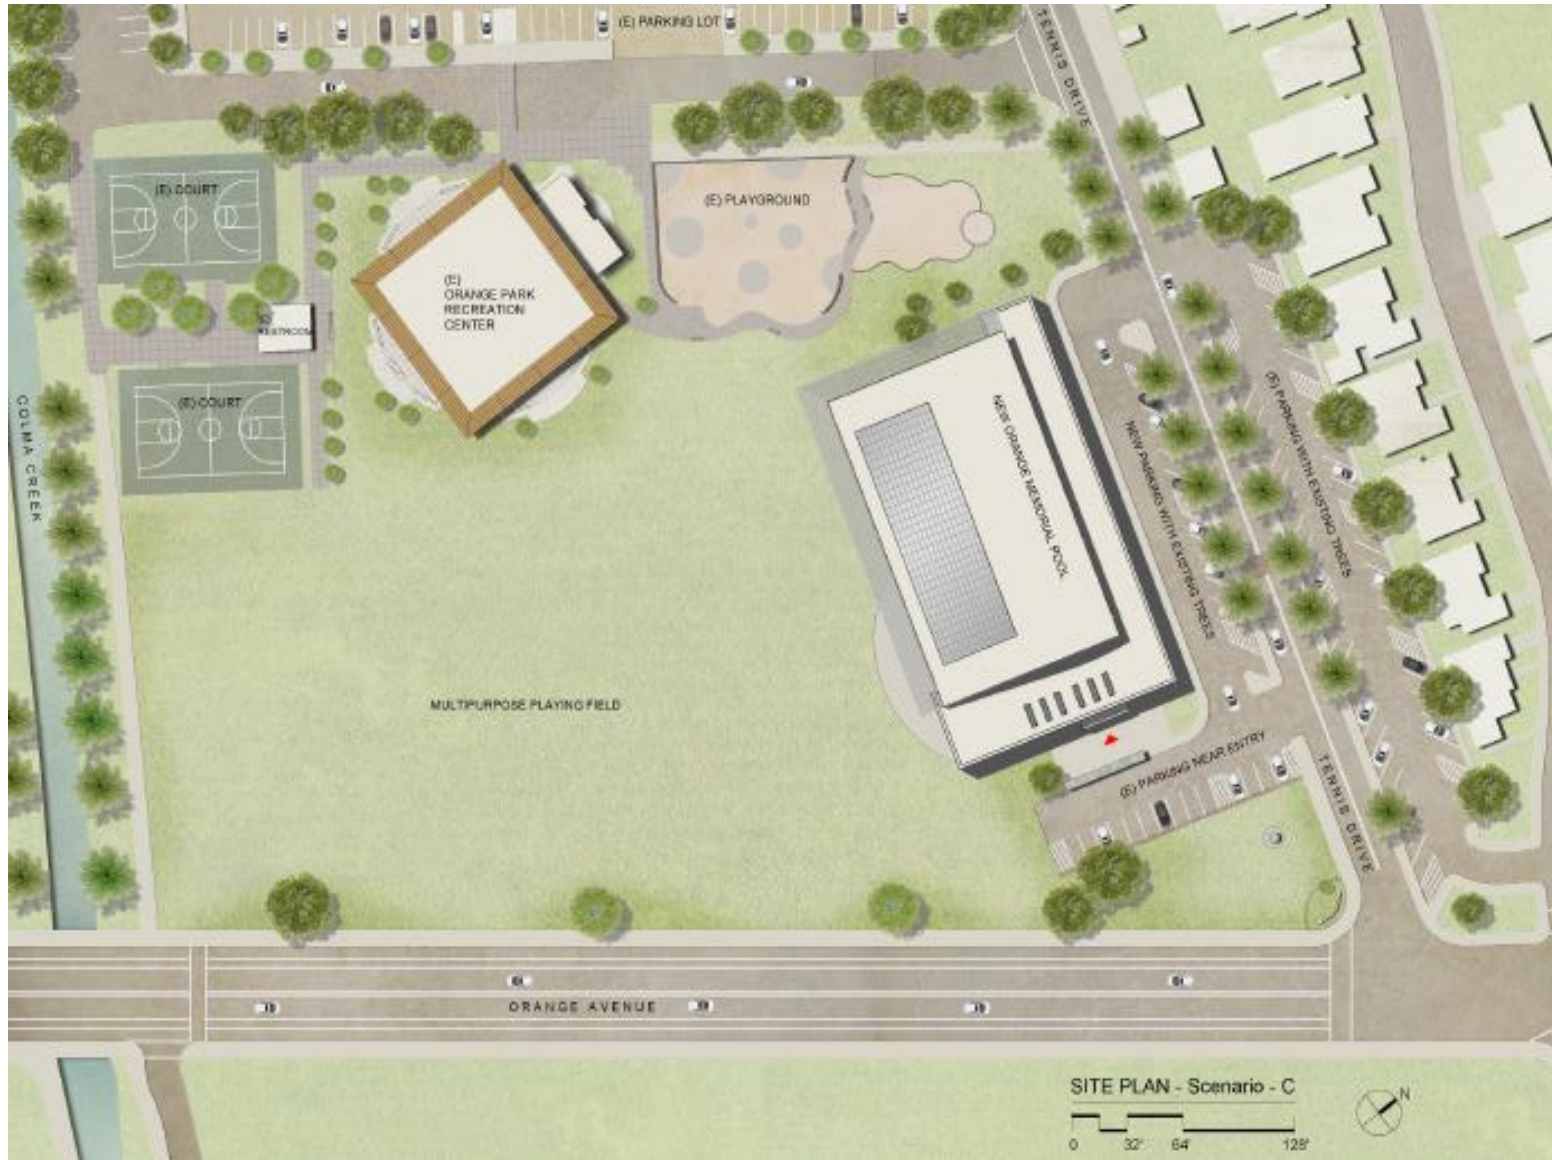 (E) PARKING LOT
TENNIS DRIVE
(E) COURT
(E) PLAYGROUND
(E)
ORANGE PARK
RECREATION
CENTER
RESTROOM
(E) COURT
COLMA CREEK
NEW ORANGE MEMORIAL POOL
NEW PARKING WITH EXISTING TREES
(E) PARKING WITH EXISTING TREES
MULTIPURPOSE PLAYING FIELD
(E) PARKING NEAR ENTRY
TENNIS DRIVE
ORANGE AVENUE
SITE PLAN - Scenario - C
N
0 32' 64' 128'